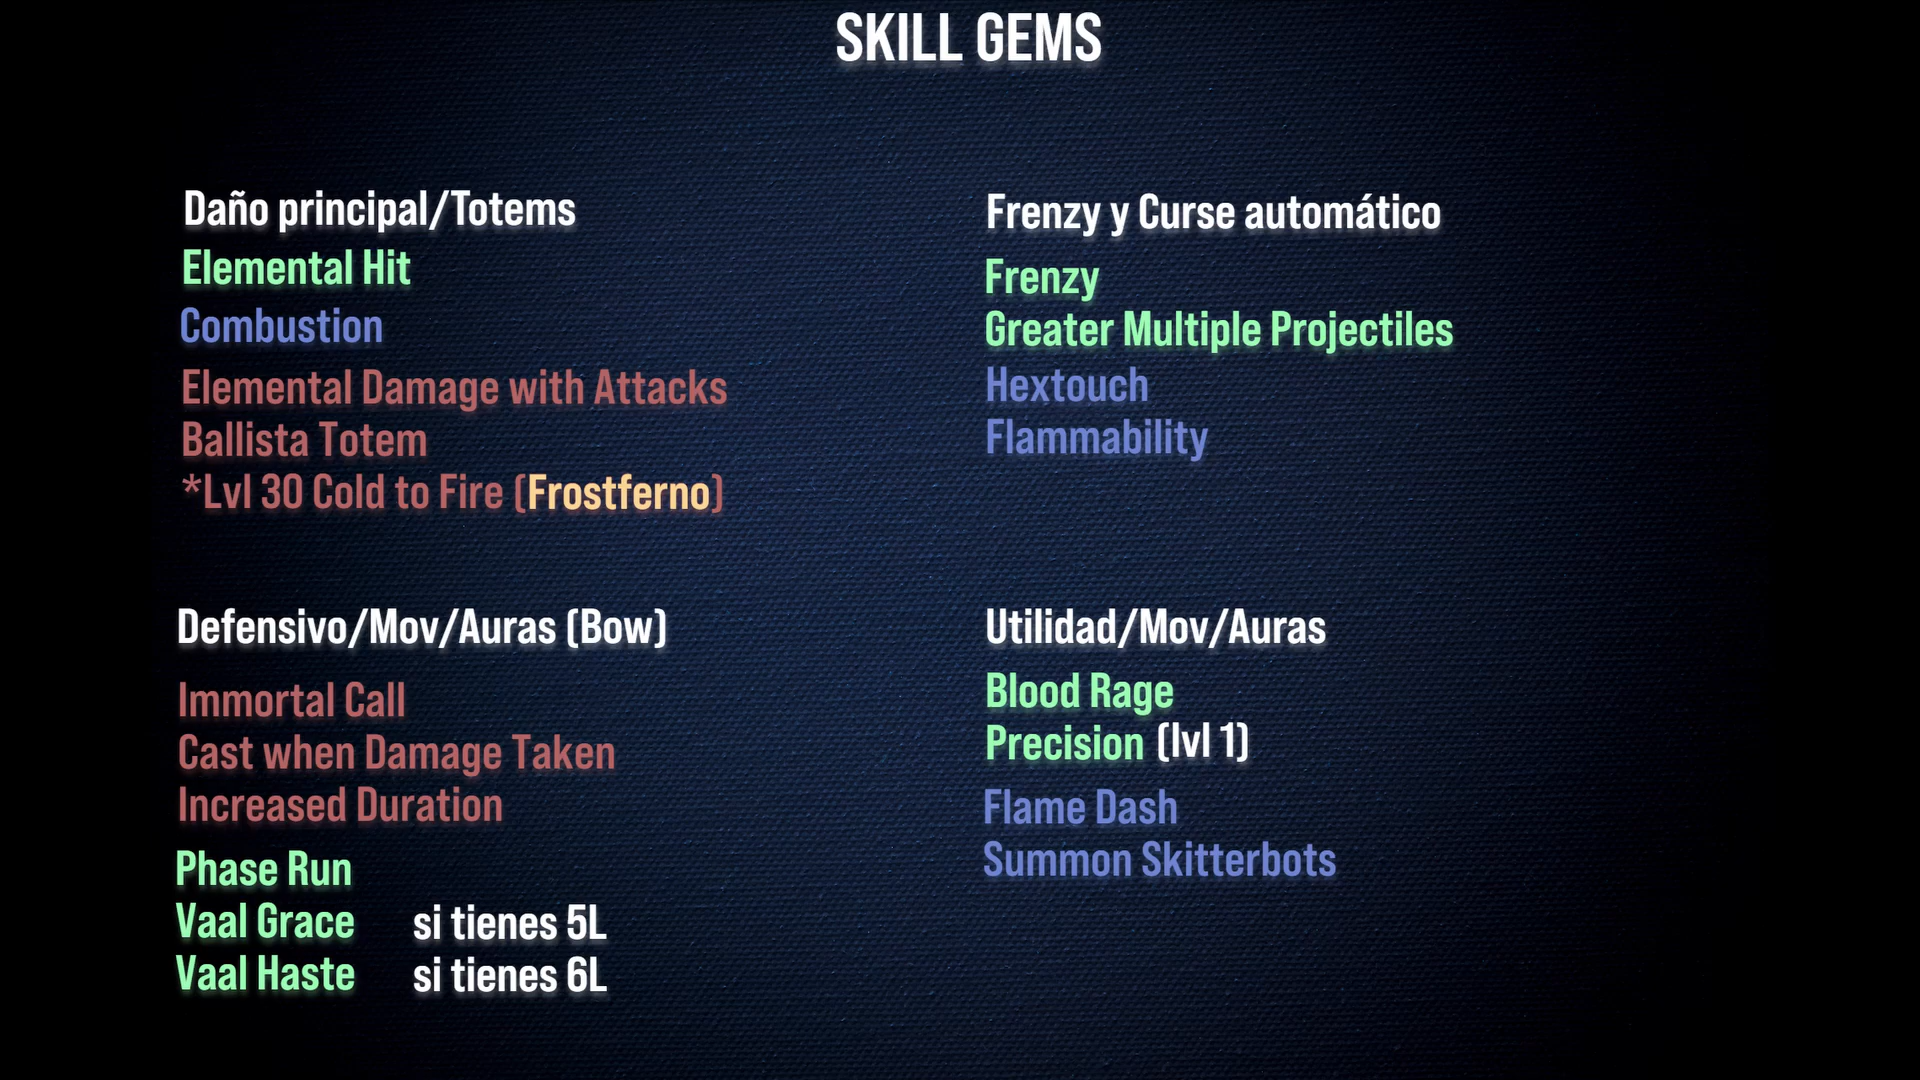 SKILL GEMS
Daño principal/Totems
Elemental Hit
Combustion
Elemental Damage with Attacks
Ballista Totem
*Lvl 30 Cold to Fire (Frostferno)
Frenzy y Curse automático
Frenzy
Greater Multiple Projectiles
Hextouch
Flammability
Defensivo/Mov/Auras (Bow)
Immortal Call
Cast when Damage Taken
Increased Duration
Phase Run
Vaal Grace si tienes 5L
Vaal Haste si tienes 6L
Utilidad/Mov/Auras
Blood Rage
Precision (lvl 1)
Flame Dash
Summon Skitterbots